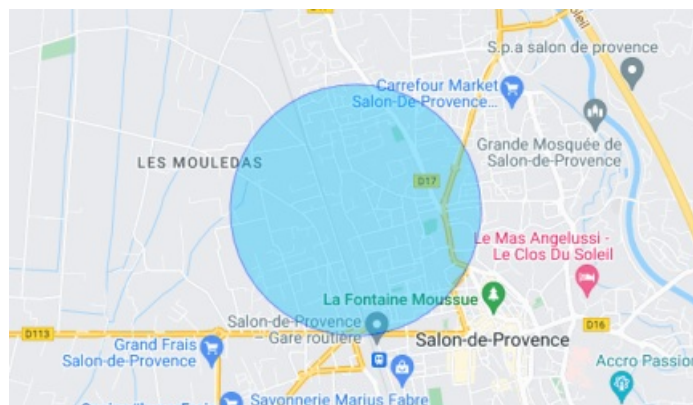 D17
S.p.a salon de provence
Carrefour Market
Salon-De-Provence...
Grande Mosquée de
Salon-de-Provence
LES MOULEDAS
D17
Le Mas Angelussi -
Le Clos Du Soleil
La Fontaine Moussue
Salon-de-Provence
– Gare routière
D16
D113
Salon-de-Provence
Grand Frais
Salon-de-Provence
Accro Passion
Savonnerie Marius Fabre